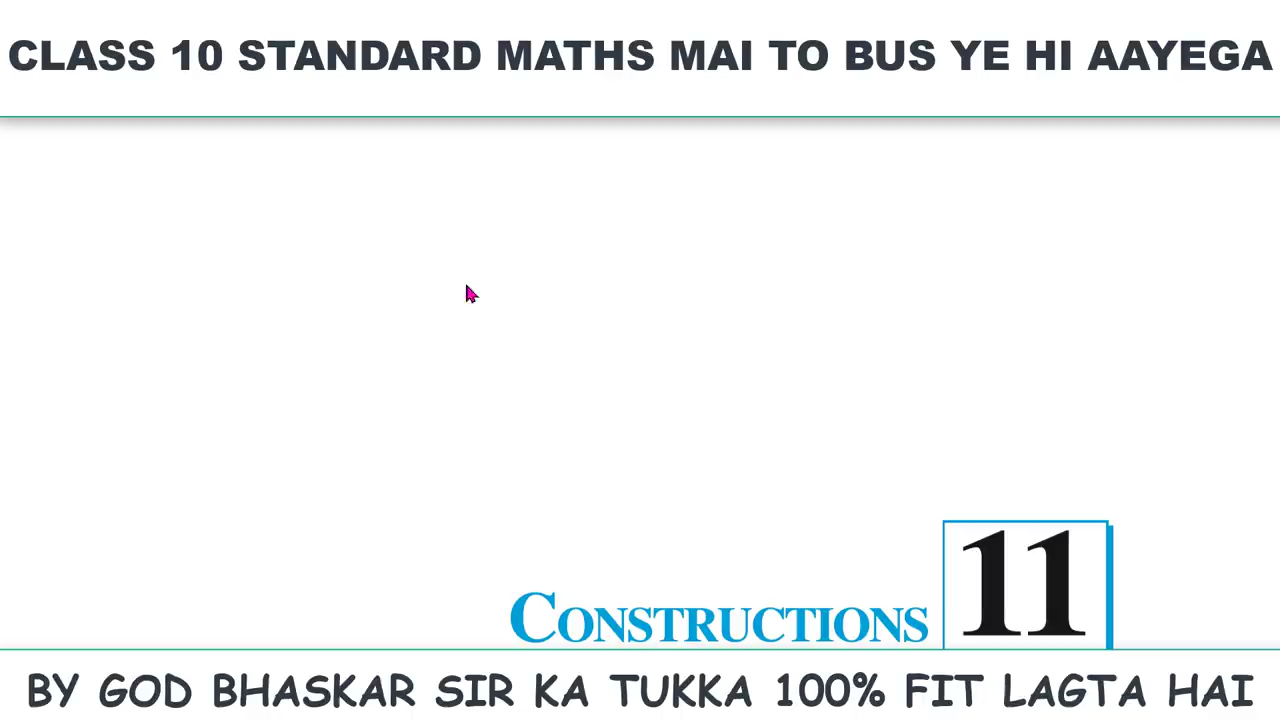 CLASS 10 STANDARD MATHS MAI TO BUS YE HI AAYEGA
CONSTRUCTIONS 11
BY GOD BHASKAR SIR KA TUKKA 100% FIT LAGTA HAI